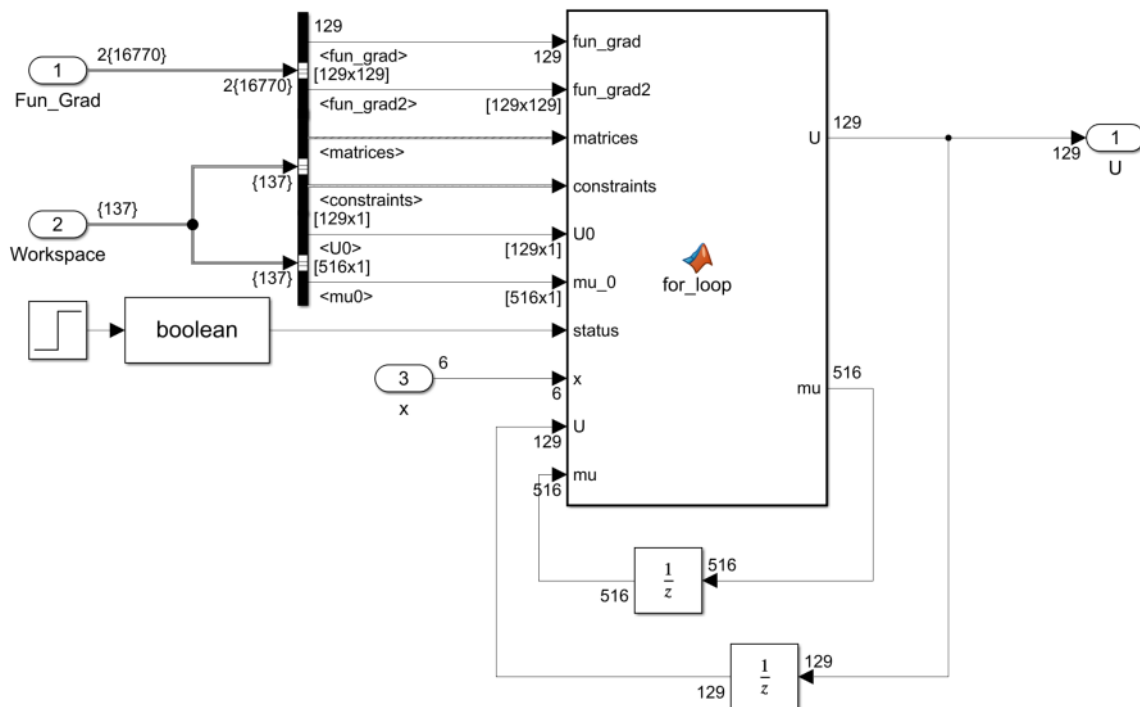 129
fun_grad
2{16770}
<fun_grad>
129
1
[129x129]
2{16770}
fun_grad2
Fun_Grad
<fun_grad2>
[129x129]
matrices
U
129
1
<matrices>
129
U
{137}
constraints
{137}
<constraints>
2
[129x1]
U0
Workspace
<U0>
[129x1]
[516x1]
{137}
mu_0
for_loop
<mu0>
[516x1]
boolean
status
6
516
3
x
mu
x
6
U
129
mu
516
1
z
516
516
1
z
129
129